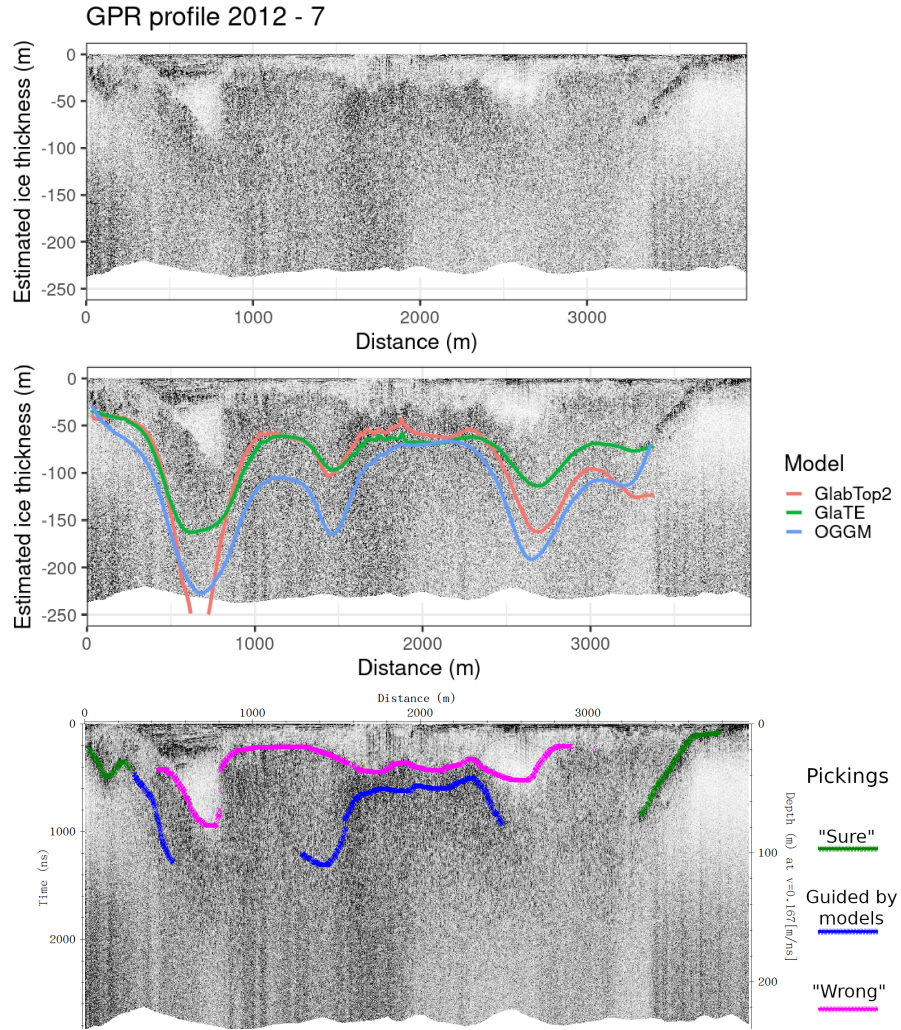 GPR profile 2012 - 7
Estimated ice thickness (m)
0
-50
-100
-150
-200
-250
0 1000 2000 3000
Distance (m)
Estimated ice thickness (m)
0
-50
-100
-150
-200
-250
0 1000 2000 3000
Distance (m)
Model
GlabTop2
GlaTE
OGGM
Distance (m)
0 1000 2000 3000
Time (ns)
0
1000
2000
0
100
200
Depth (m) at v=0.167[m/ns]
Pickings
"Sure"
Guided by
models
"Wrong"